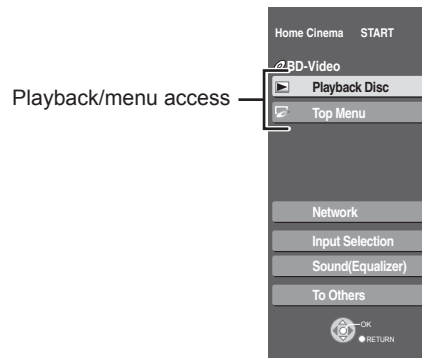 Home Cinema START
BD-Video
Playback/menu access
Playback Disc
Top Menu
Network
Input Selection
Sound(Equalizer)
To Others
OK
RETURN